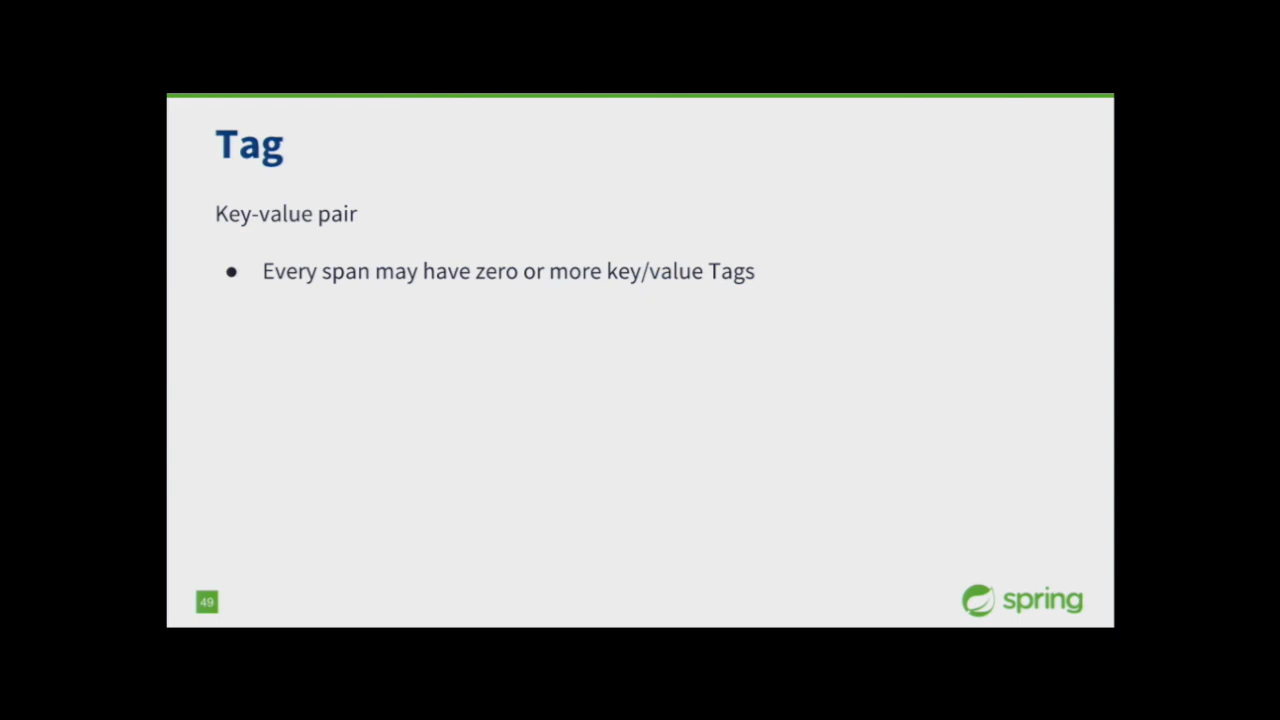 Tag
Key-value pair
● Every span may have zero or more key/value Tags
49
spring